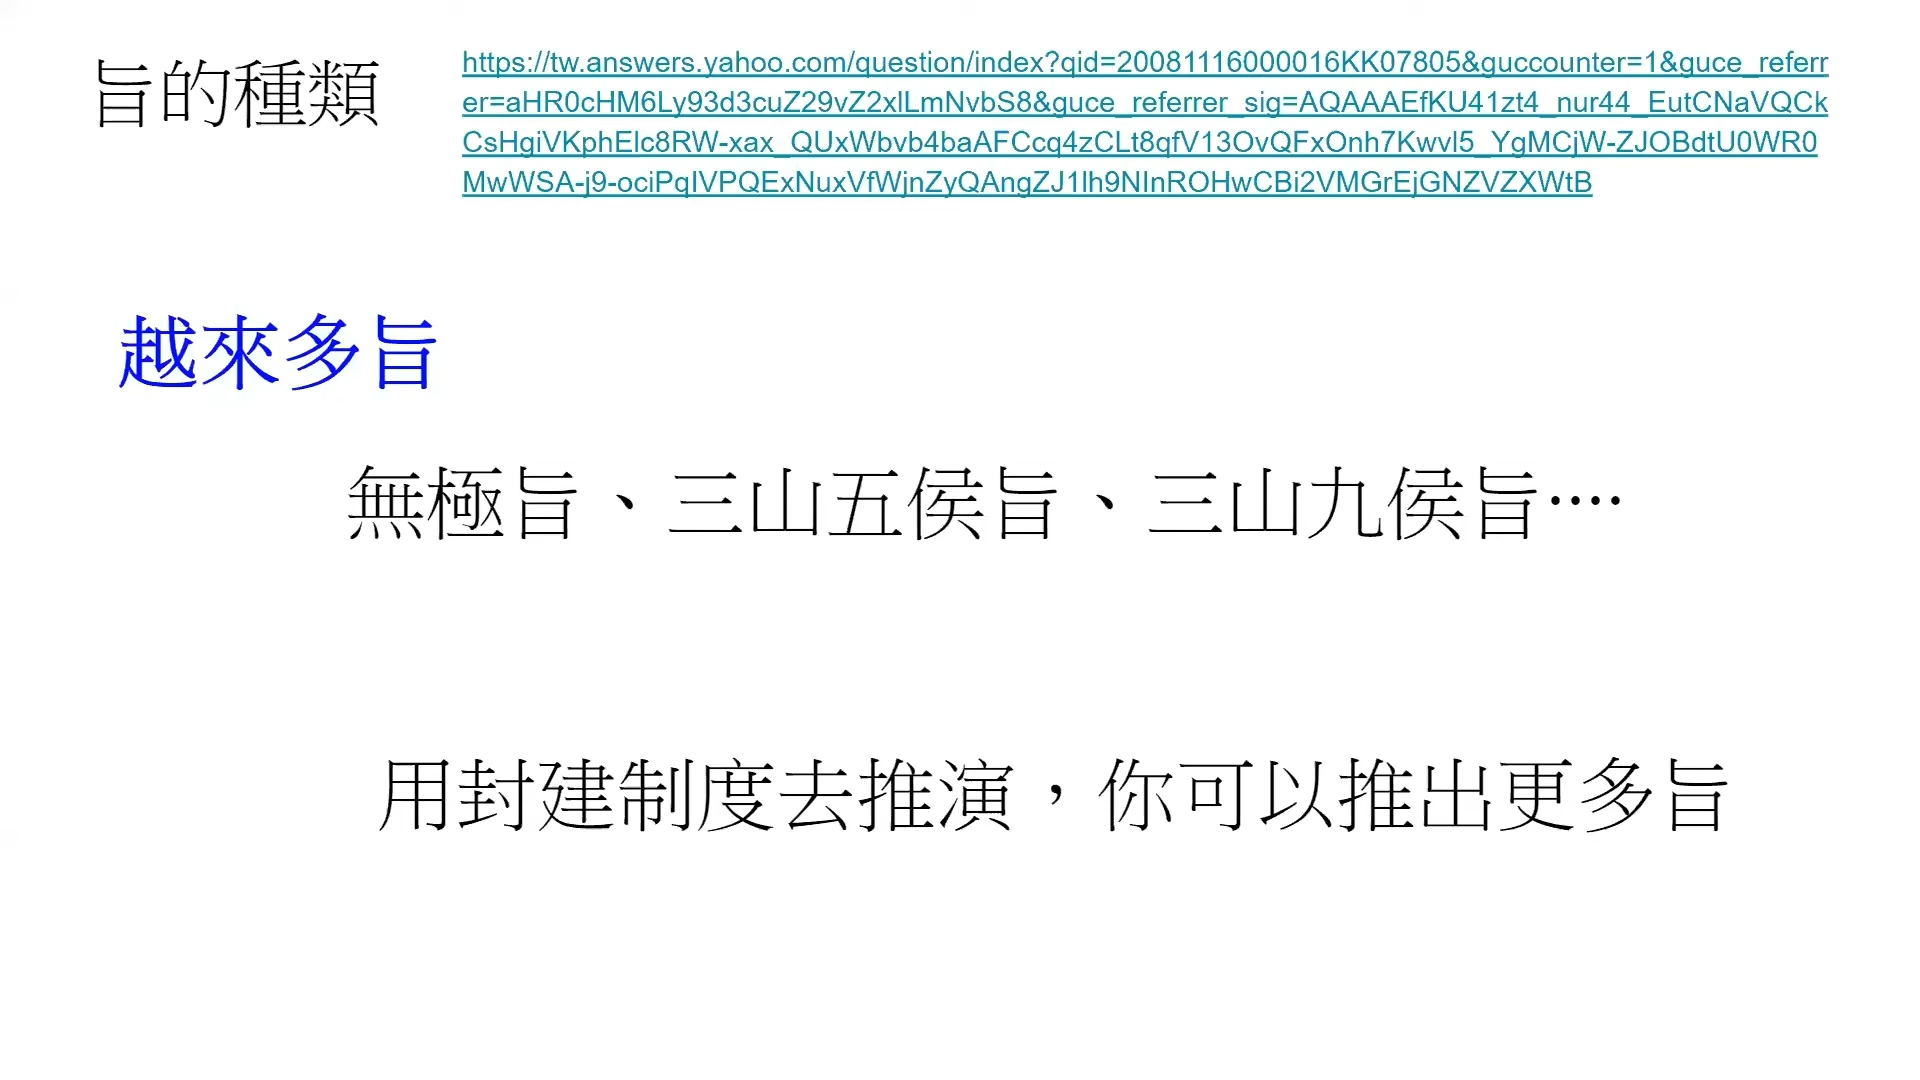 旨的種類
https://tw.answers.yahoo.com/question/index?qid=20081116000016KK07805&guccounter=1&guce_referr
er=aHR0cHM6Ly93d3cuZ29vZ2xlLmNvbS8&guce_referrer_sig=AQAAAEfKU41zt4_nur44_EutCNaVQCk
CsHgiVKphElc8RW-xax_QUxWbvb4baAFCcq4zCLt8qfV13OvQFxOnh7Kwvl5_YgMCjW-ZJOBdtU0WR0
MwWSA-j9-ociPqIVPQExNuxVfWjnZyQAngZJ1lh9NInROHwCBi2VMGrEjGNZVZXWtB
越來多旨
無極旨、三山五侯旨、三山九侯旨‧‧‧‧
用封建制度去推演，你可以推出更多旨